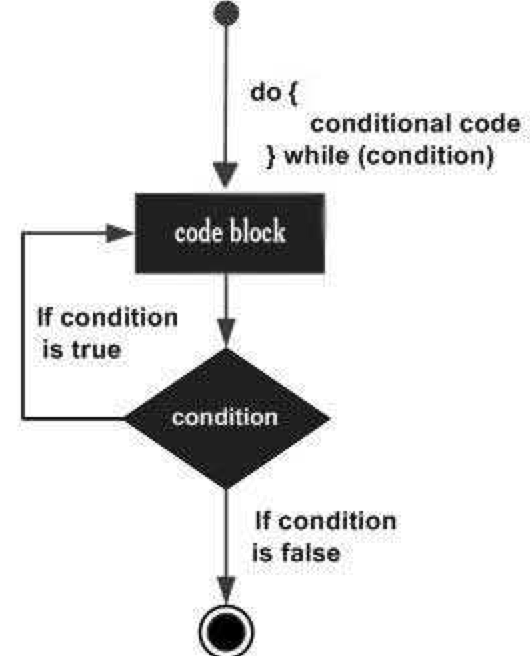 do {
conditional code
} while (condition)
code block
If condition
is true
condition
If condition
is false